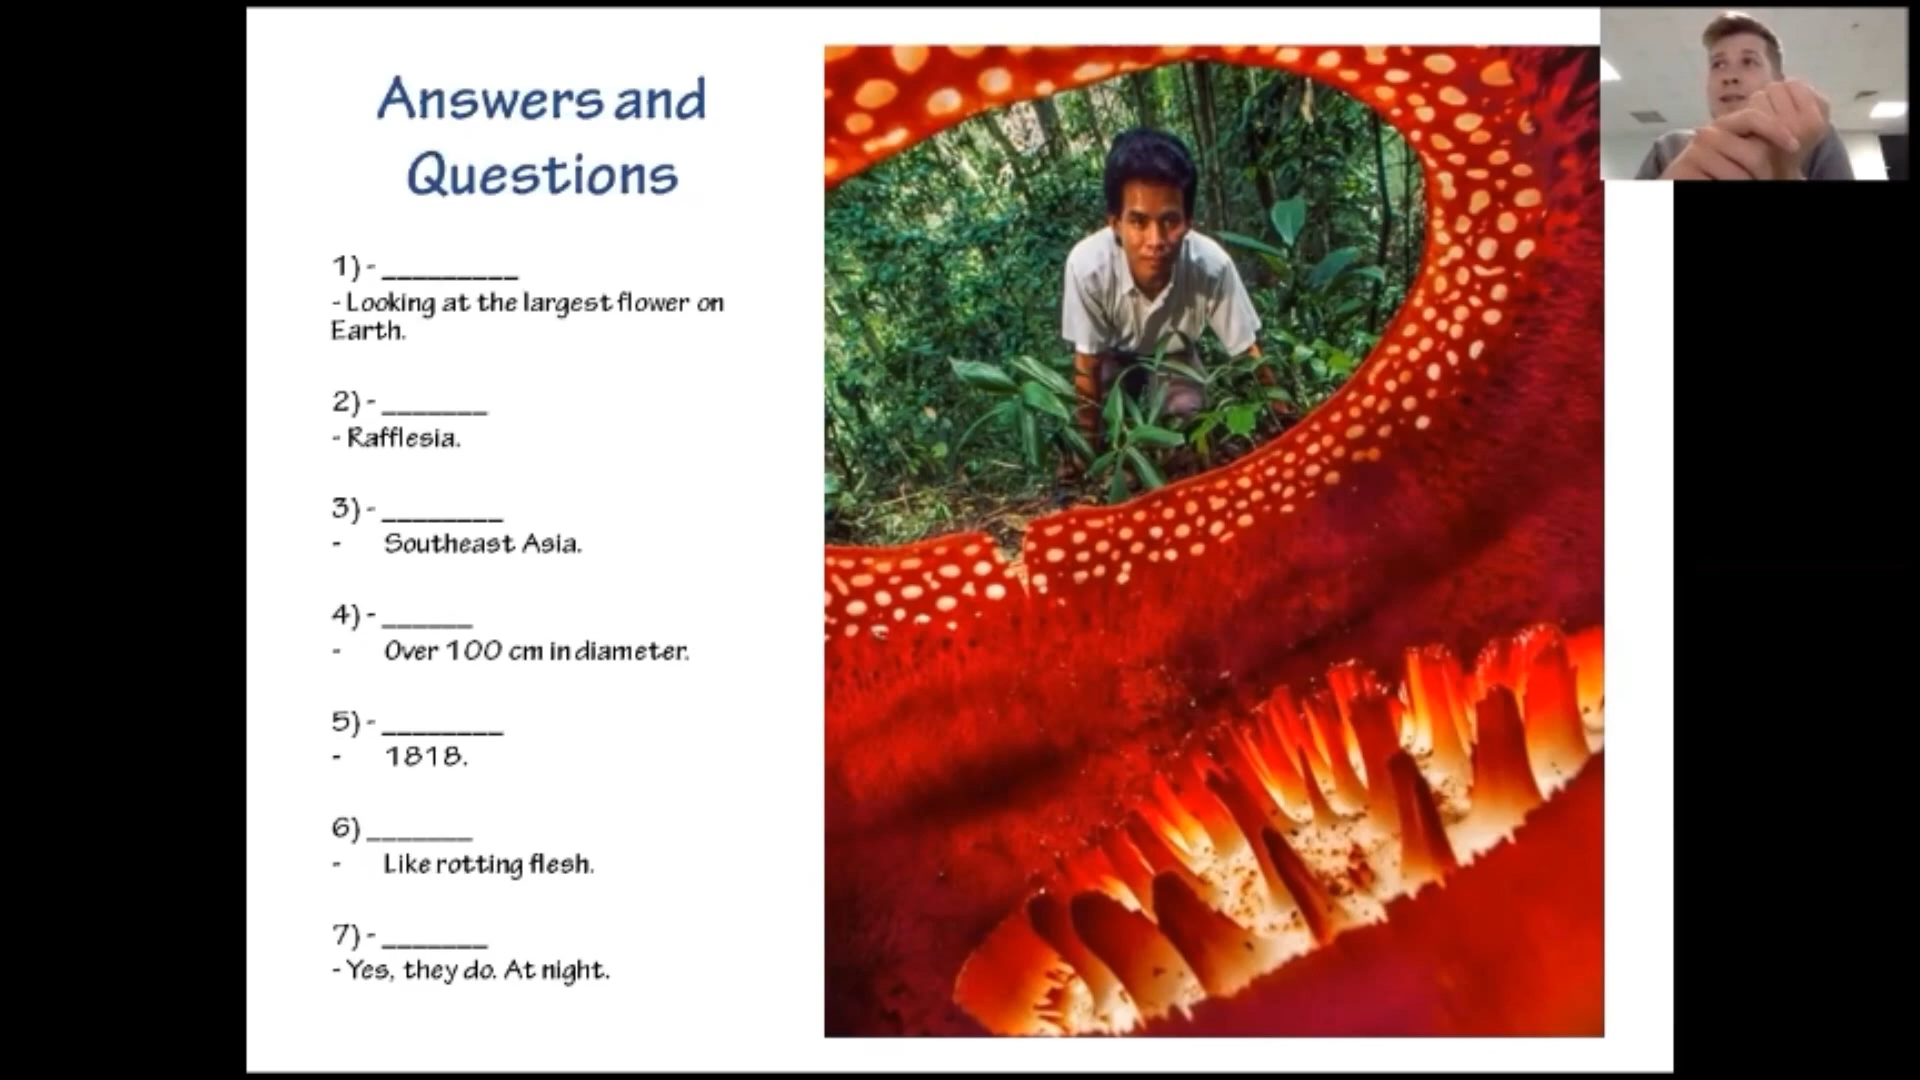 Answers and
Questions
1) - _________
- Looking at the largest flower on
Earth.
2) - _______
- Rafflesia.
3) - ________
- Southeast Asia.
4) - ______
- Over 100 cm in diameter.
5) - ________
- 1818.
6) _______
- Like rotting flesh.
7) - _______
- Yes, they do. At night.